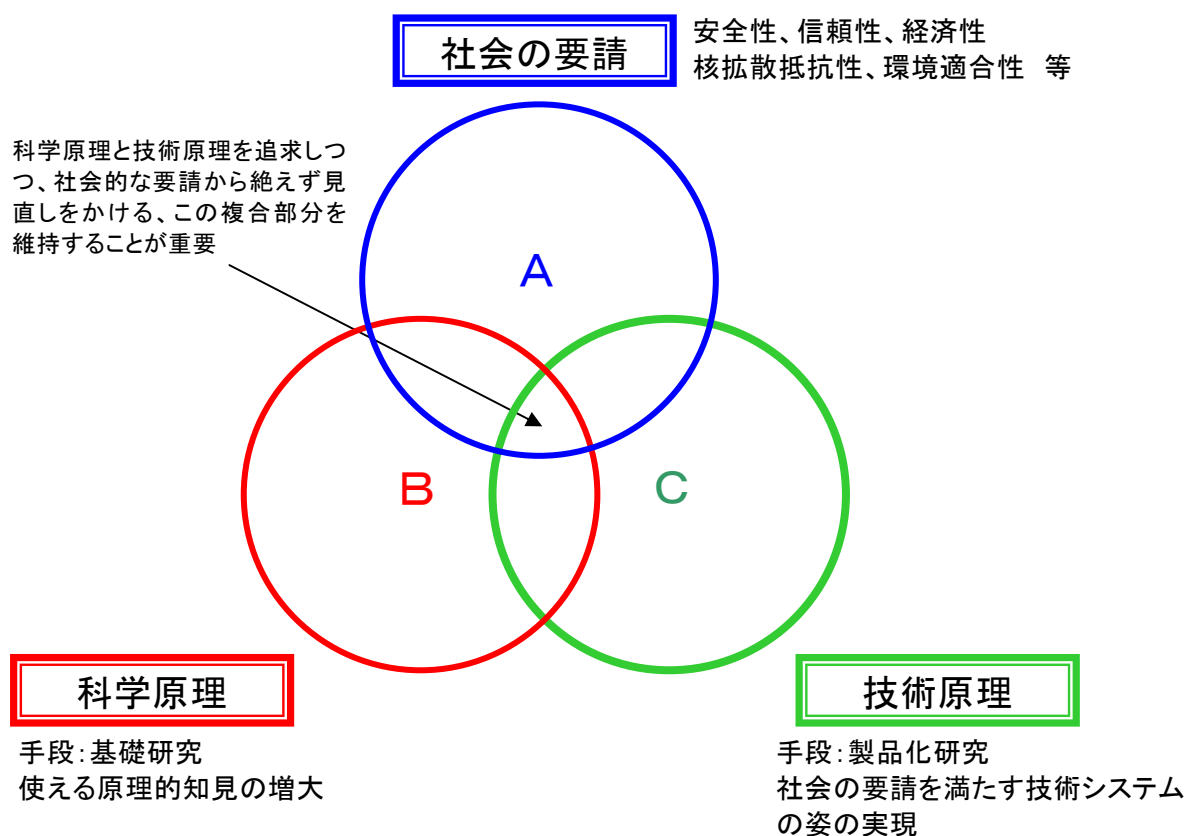 社会の要請
安全性、信頼性、経済性
核拡散抵抗性、環境適合性　等
科学原理と技術原理を追求しつ
つ、社会的な要請から絶えず見
直しをかける、この複合部分を
維持することが重要
A
B
C
科学原理
手段：基礎研究
使える原理的知見の増大
技術原理
手段：製品化研究
社会の要請を満たす技術システム
の姿の実現